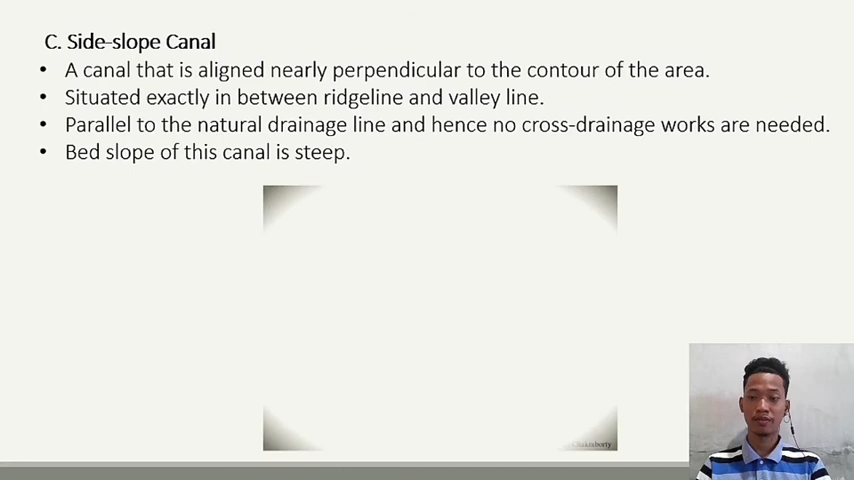 C. Side-slope Canal
• A canal that is aligned nearly perpendicular to the contour of the area.
• Situated exactly in between ridgeline and valley line.
• Parallel to the natural drainage line and hence no cross-drainage works are needed.
• Bed slope of this canal is steep.